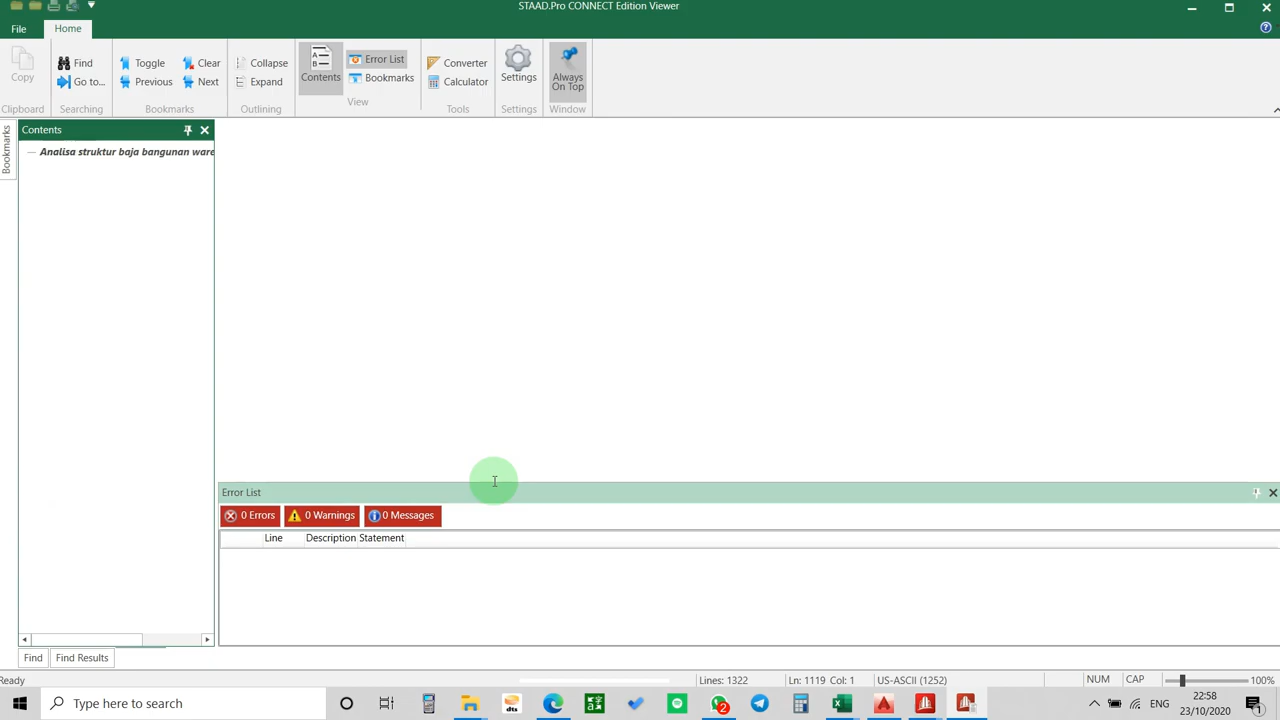 STAAD.Pro CONNECT Edition Viewer
File
Home
Copy
Clipboard
Find
Go to...
Searching
Toggle
Clear
Previous
Next
Bookmarks
Collapse
Expand
Outlining
Contents
Error List
Bookmarks
View
Converter
Calculator
Tools
Settings
Settings
Always
On Top
Window
Bookmarks
Contents
Analisa struktur baja bangunan ware
Error List
0 Errors
0 Warnings
0 Messages
Line
Description
Statement
Find
Find Results
Ready
Lines: 1322
Ln: 1119 Col: 1
US-ASCII (1252)
NUM
CAP
100%
Type here to search
dts
2
ENG
22:58
23/10/2020
1